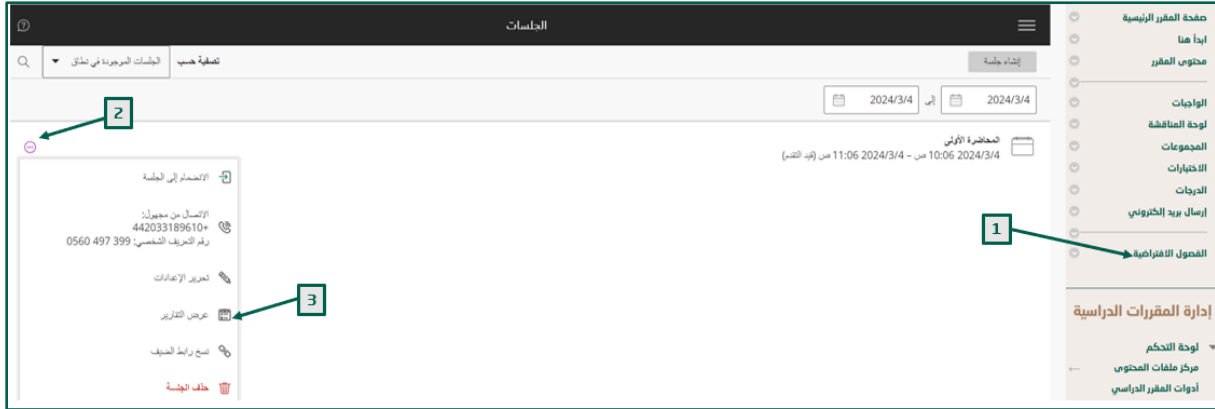 صفحة المقرر الرئيسية
ابدأ هنا
محتوى المقرر
الواجبات
لوحة المناقشة
المجموعات
الاختبارات
الدرجات
إرسال بريد إلكتروني
الفصول الافتراضية
إدارة المقررات الدراسية
لوحة التحكم
مركز ملفات المحتوى
أدوات المقرر الدراسي
الجلسات
إنشاء جلسة
تصفية حسب
الجلسات الموجودة في نطاق
2024/3/4 إلى 2024/3/4
المحاضرة الأولى
2024/3/4 10:06 ص – 2024/3/4 11:06 ص (قيد التقدم)
1
2
الانضمام إلى الجلسة
الاتصال من مجهول:
+442033189610
رقم التعريف الشخصي: 399 497 0560
تحرير الإعدادات
3
عرض التقارير
نسخ رابط الضيف
حذف الجلسة